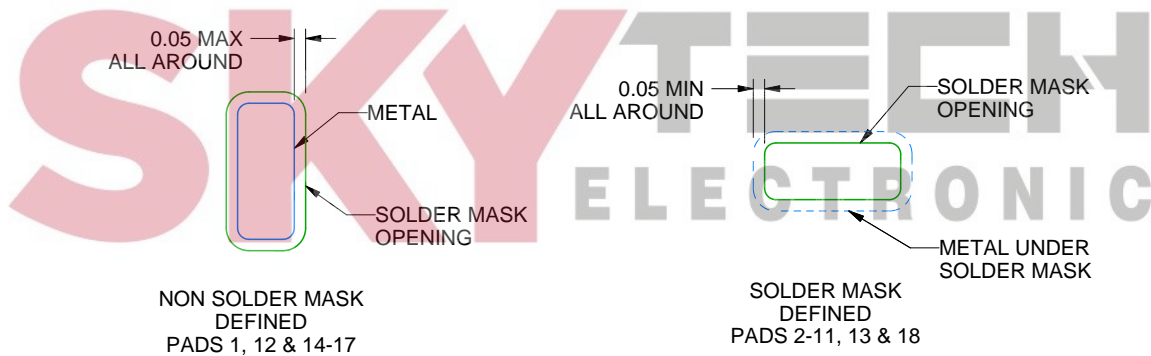 SKYTECH
ELECTRONIC
0.05 MAX
ALL AROUND
METAL
SOLDER MASK
OPENING
NON SOLDER MASK
DEFINED
PADS 1, 12 & 14-17
0.05 MIN
ALL AROUND
SOLDER MASK
OPENING
METAL UNDER
SOLDER MASK
SOLDER MASK
DEFINED
PADS 2-11, 13 & 18